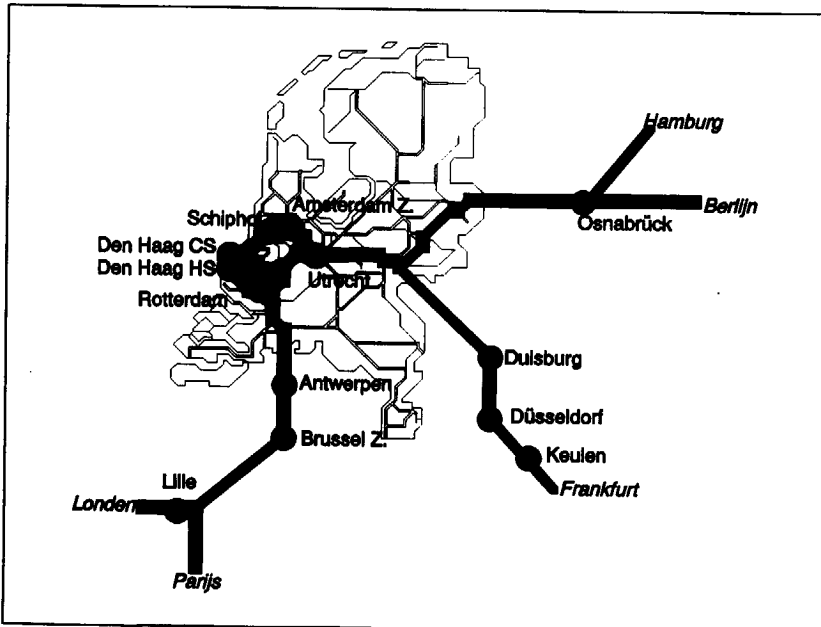 Hamburg
Amsterdam Z.
Berlijn
Schiphol
Osnabrück
Den Haag CS
Den Haag HS
Utrecht
Rotterdam
Duisburg
Antwerpen
Düsseldorf
Brussel Z.
Keulen
Lille
Frankfurt
Londen
Parijs